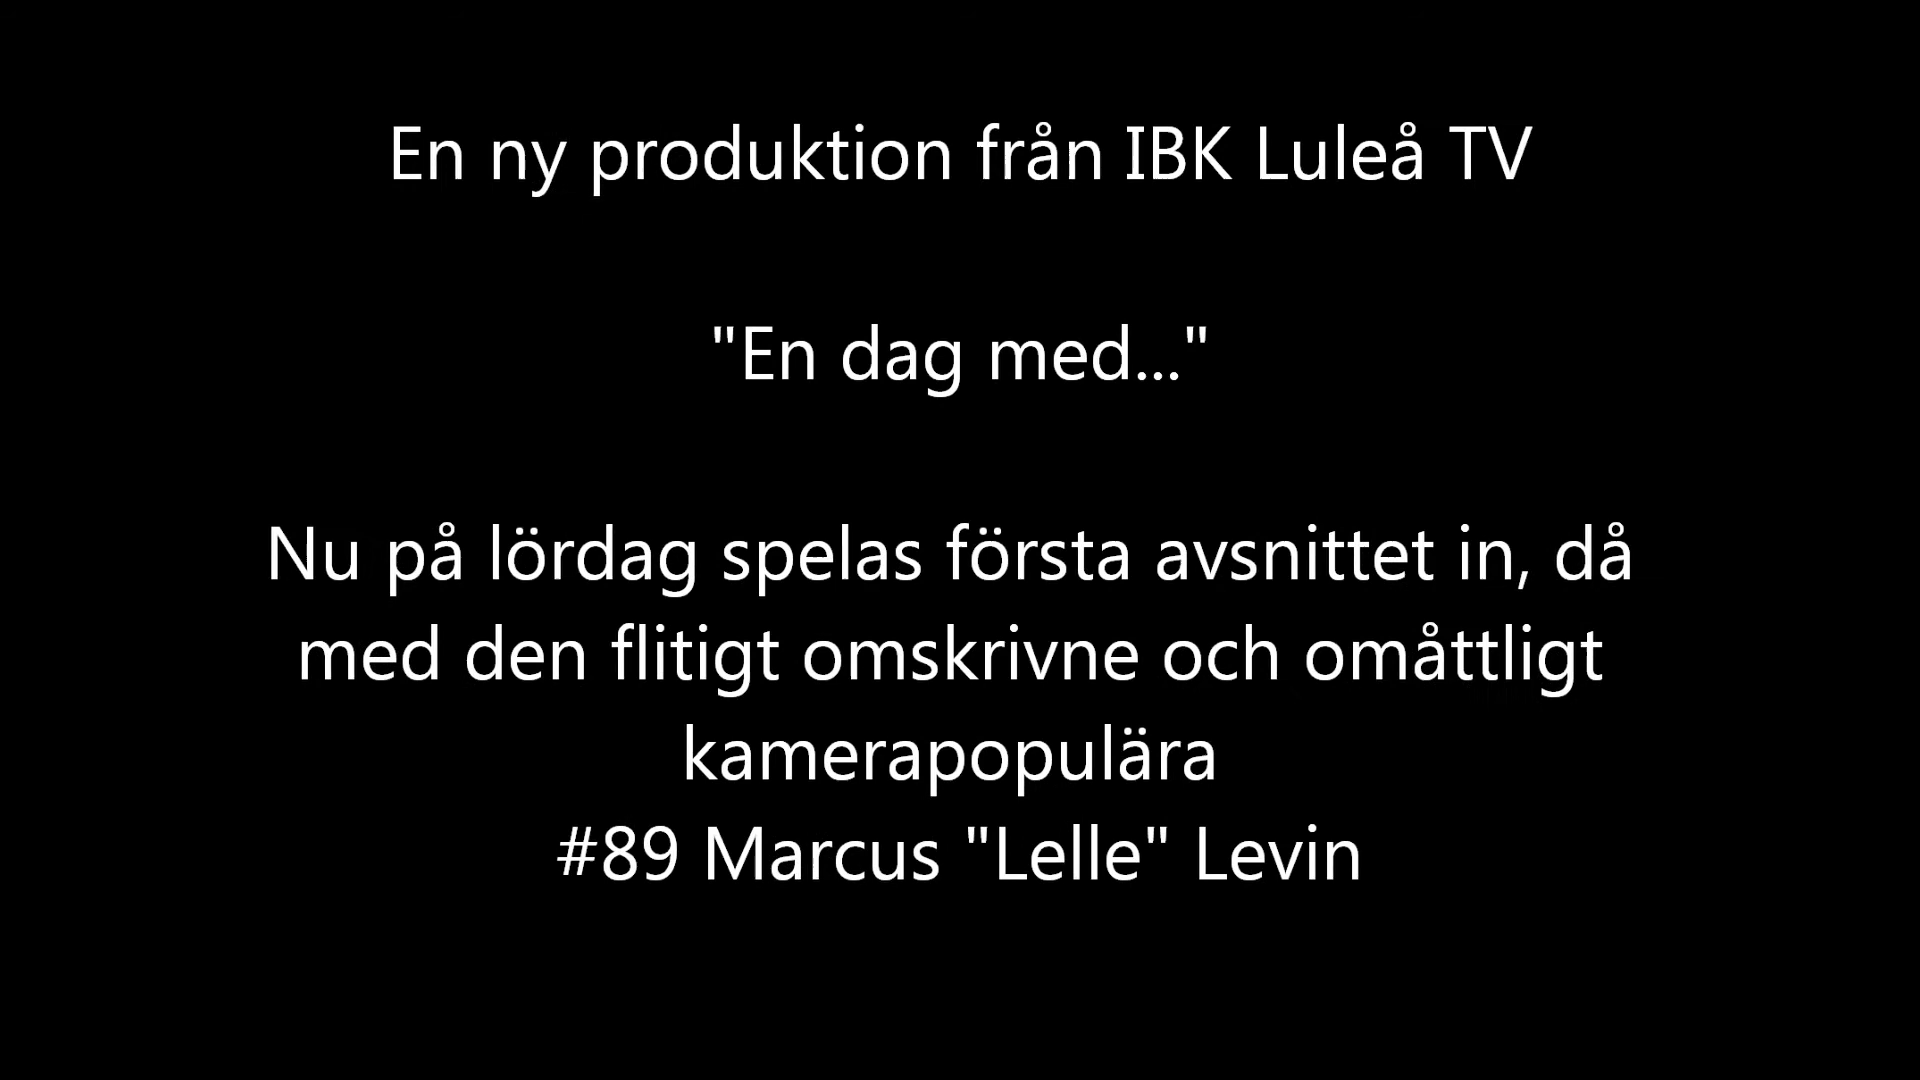 En ny produktion från IBK Luleå TV
"En dag med..."
Nu på lördag spelas första avsnittet in, då
med den flitigt omskrivne och omåttligt
kamerapopulära
#89 Marcus "Lelle" Levin